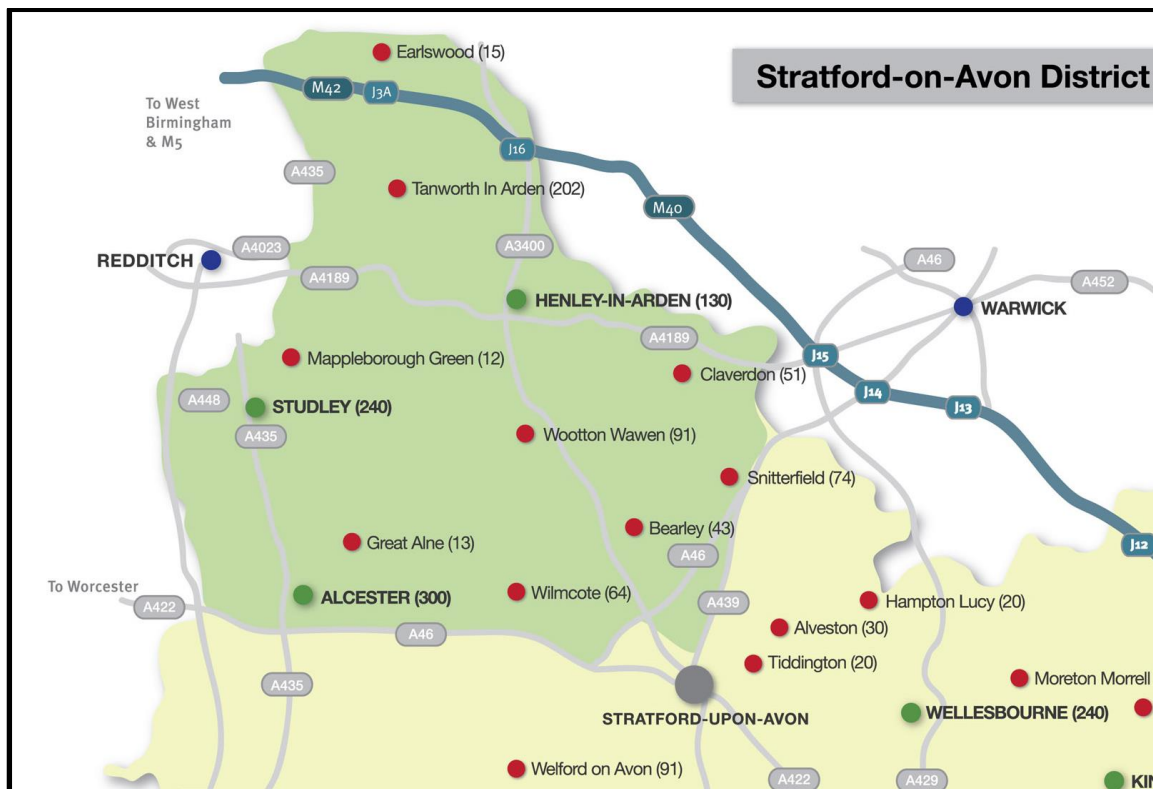 Earlswood (15)
Stratford-on-Avon District
M42
J3A
To West
Birmingham
& M5
J16
A435
Tanworth In Arden (202)
M40
A4023
A3400
REDDITCH
A46
A4189
A452
HENLEY-IN-ARDEN (130)
WARWICK
A4189
Mappleborough Green (12)
J15
Claverdon (51)
J14
A448
STUDLEY (240)
J13
A435
Wootton Wawen (91)
Snitterfield (74)
Bearley (43)
Great Alne (13)
J12
A46
To Worcester
ALCESTER (300)
Wilmcote (64)
A422
A439
Hampton Lucy (20)
Alveston (30)
A46
Tiddington (20)
A435
Moreton Morrell
STRATFORD-UPON-AVON
WELLESBOURNE (240)
Welford on Avon (91)
A422
A429
KIN